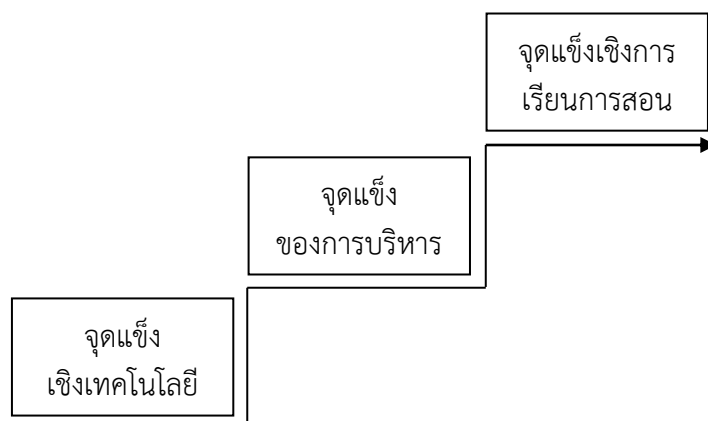 จุดแข็งเชิงการ
เรียนการสอน
จุดแข็ง
ของการบริหาร
จุดแข็ง
เชิงเทคโนโลยี